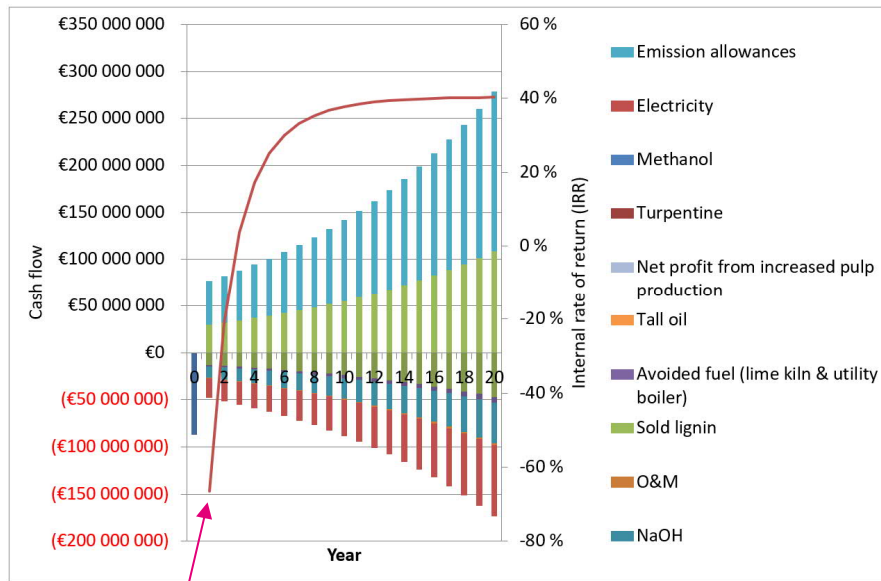 €350 000 000
€300 000 000
€250 000 000
€200 000 000
€150 000 000
€100 000 000
€50 000 000
€0
(€50 000 000)
(€100 000 000)
(€150 000 000)
(€200 000 000)
Cash flow
0 2 4 6 8 10 12 14 16 18 20
Year
60 %
40 %
20 %
0 %
-20 %
-40 %
-60 %
-80 %
Internal rate of return (IRR)
Emission allowances
Electricity
Methanol
Turpentine
Net profit from increased pulp
production
Tall oil
Avoided fuel (lime kiln & utility
boiler)
Sold lignin
O&M
NaOH